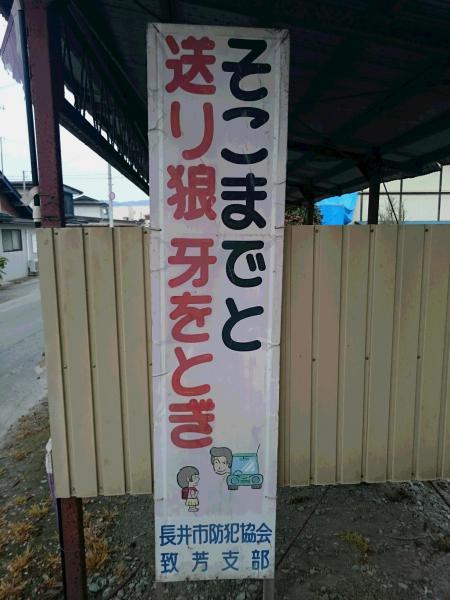 そこまでと
送り狼 牙をとぎ
長井市防犯協会
致芳支部